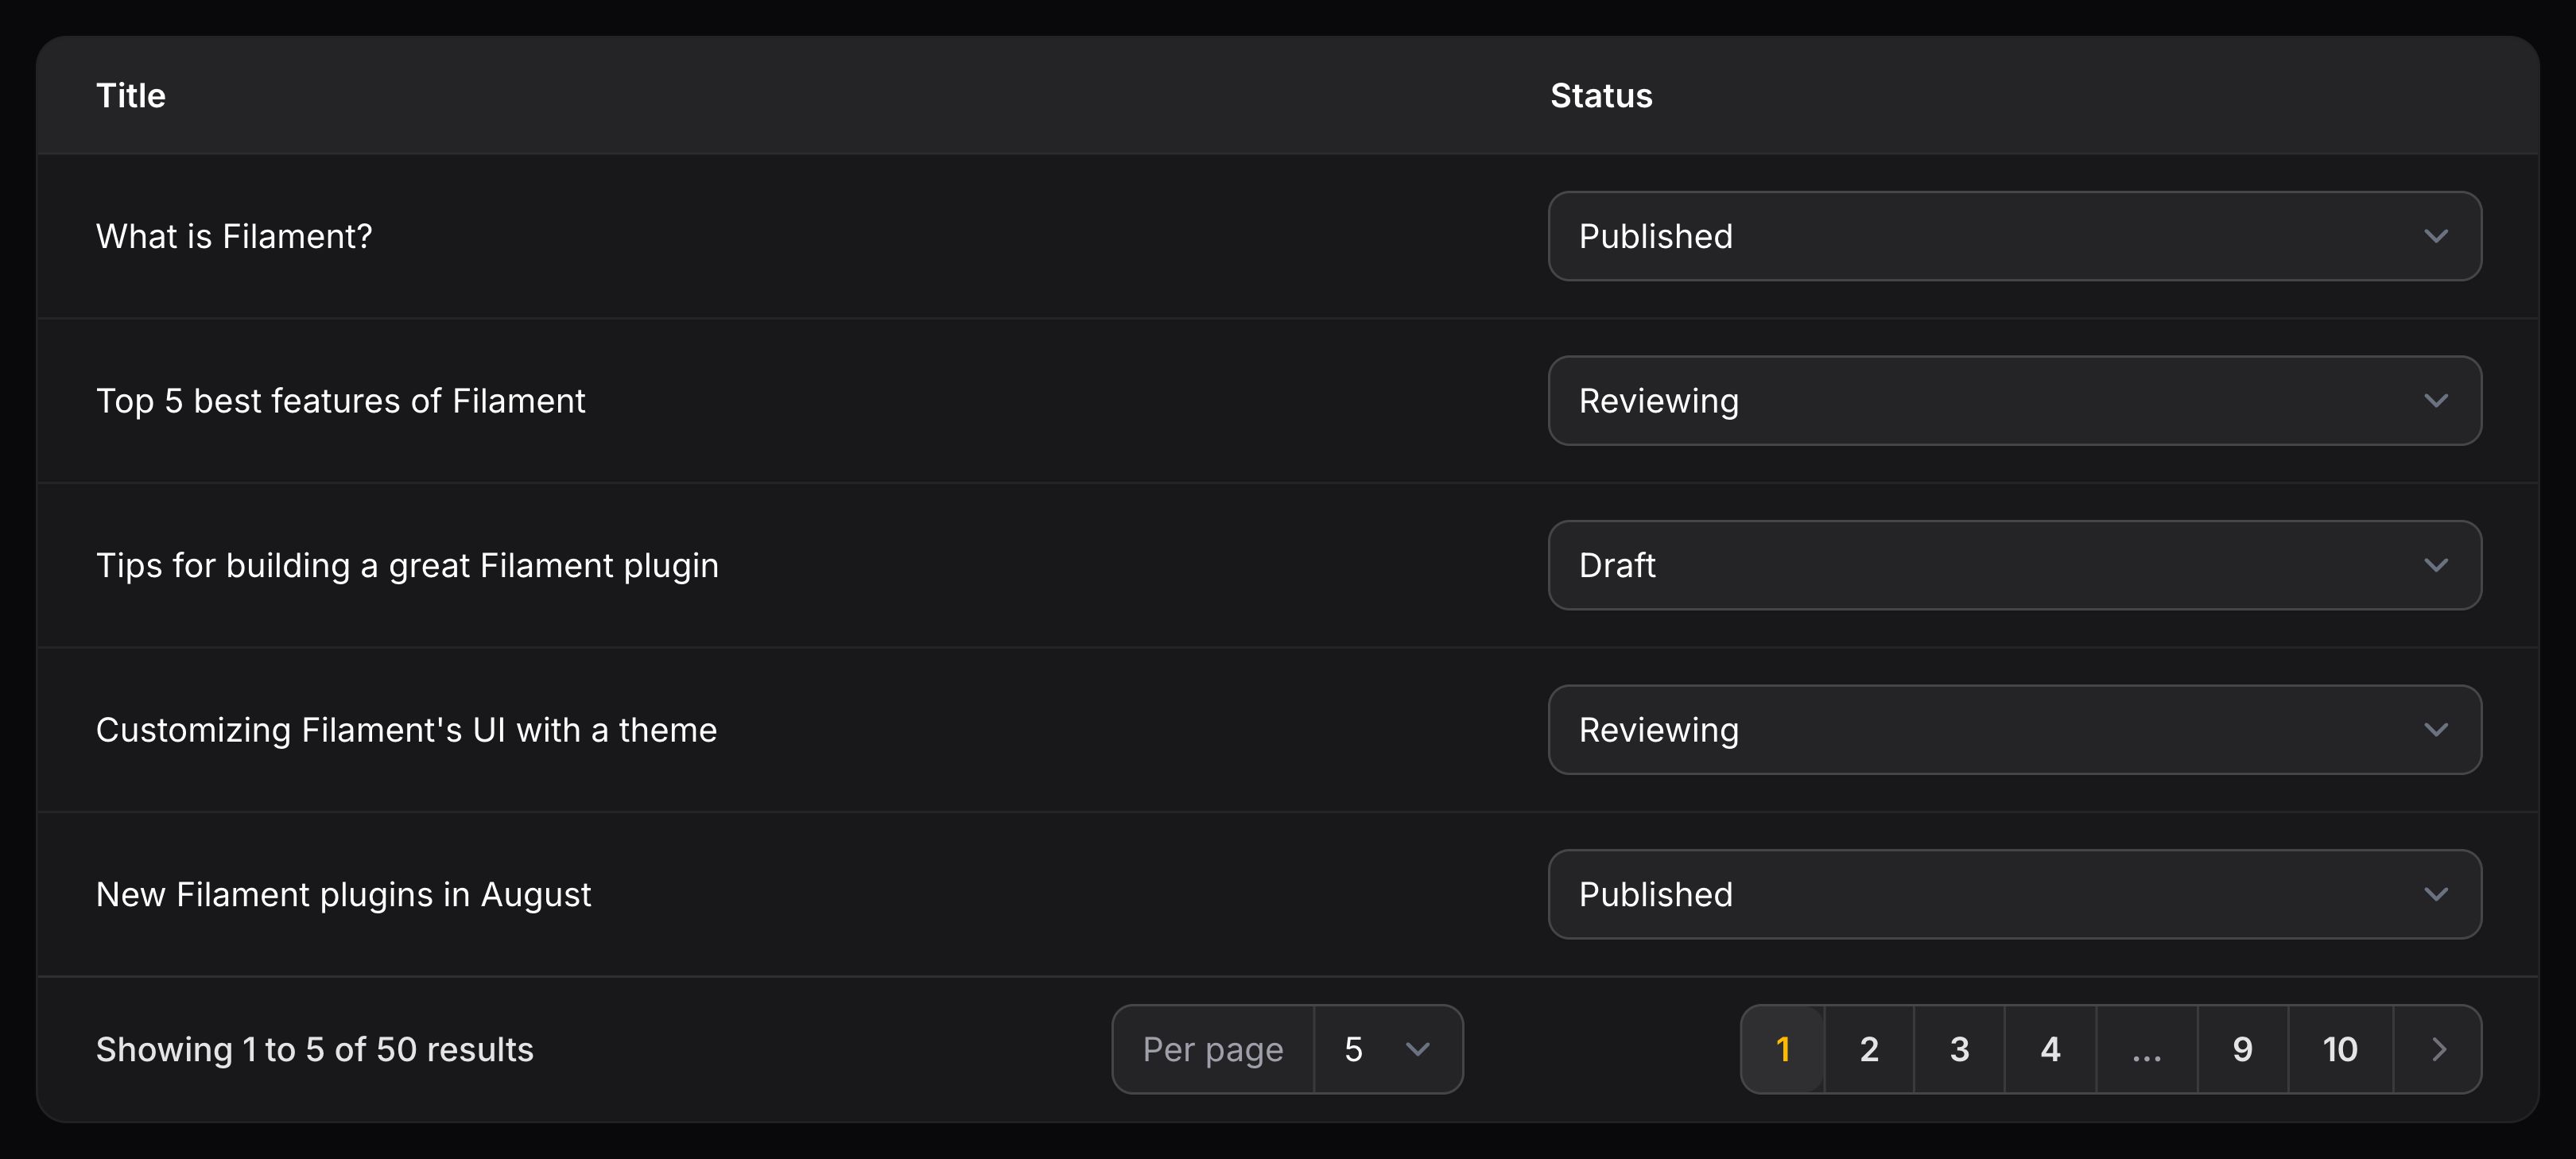 Title Status
What is Filament? Published
Top 5 best features of Filament Reviewing
Tips for building a great Filament plugin Draft
Customizing Filament's UI with a theme Reviewing
New Filament plugins in August Published
Showing 1 to 5 of 50 results Per page 5 1 2 3 4 ... 9 10